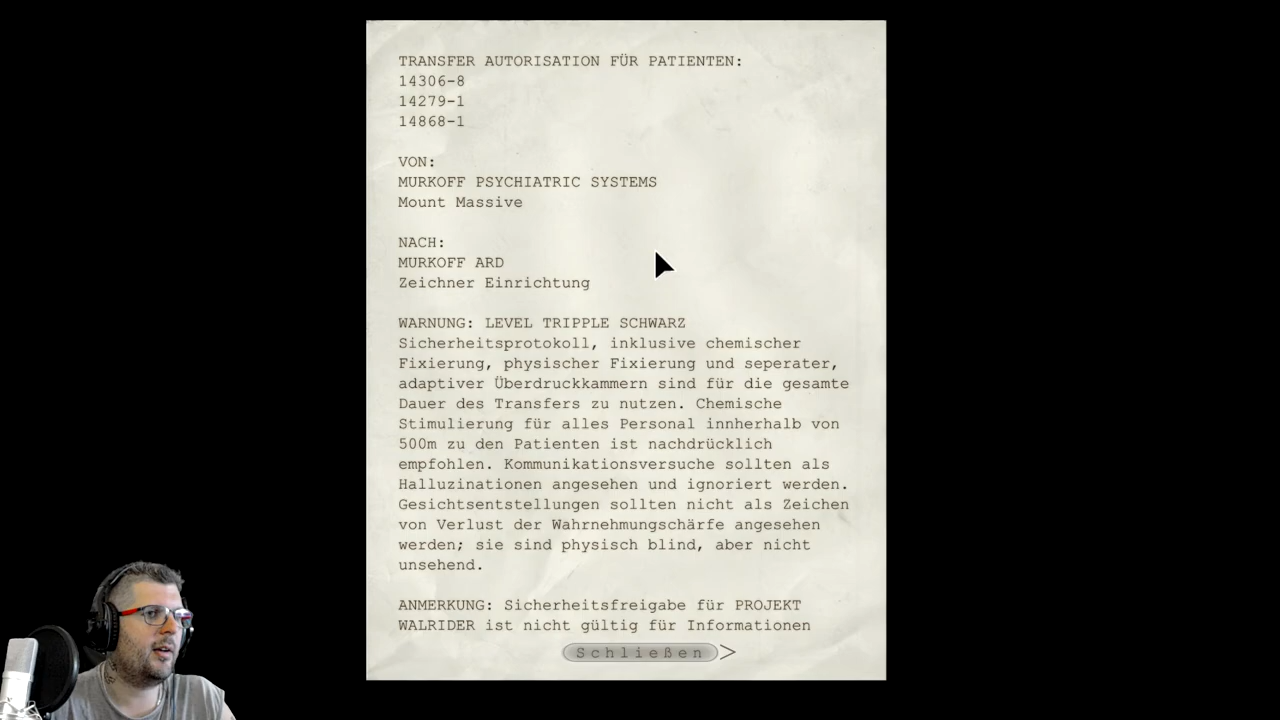 TRANSFER AUTORISATION FÜR PATIENTEN:
14306-8
14279-1
14868-1
VON:
MURKOFF PSYCHIATRIC SYSTEMS
Mount Massive
NACH:
MURKOFF ARD
Zeichner Einrichtung
WARNUNG: LEVEL TRIPPLE SCHWARZ
Sicherheitsprotokoll, inklusive chemischer
Fixierung, physischer Fixierung und seperater,
adaptiver Überdruckkammern sind für die gesamte
Dauer des Transfers zu nutzen. Chemische
Stimulierung für alles Personal innherhalb von
500m zu den Patienten ist nachdrücklich
empfohlen. Kommunikationsversuche sollten als
Halluzinationen angesehen und ignoriert werden.
Gesichtsentstellungen sollten nicht als Zeichen
von Verlust der Wahrnehmungschärfe angesehen
werden; sie sind physisch blind, aber nicht
unsehend.
ANMERKUNG: Sicherheitsfreigabe für PROJEKT
WALRIDER ist nicht gültig für Informationen
Schließen >